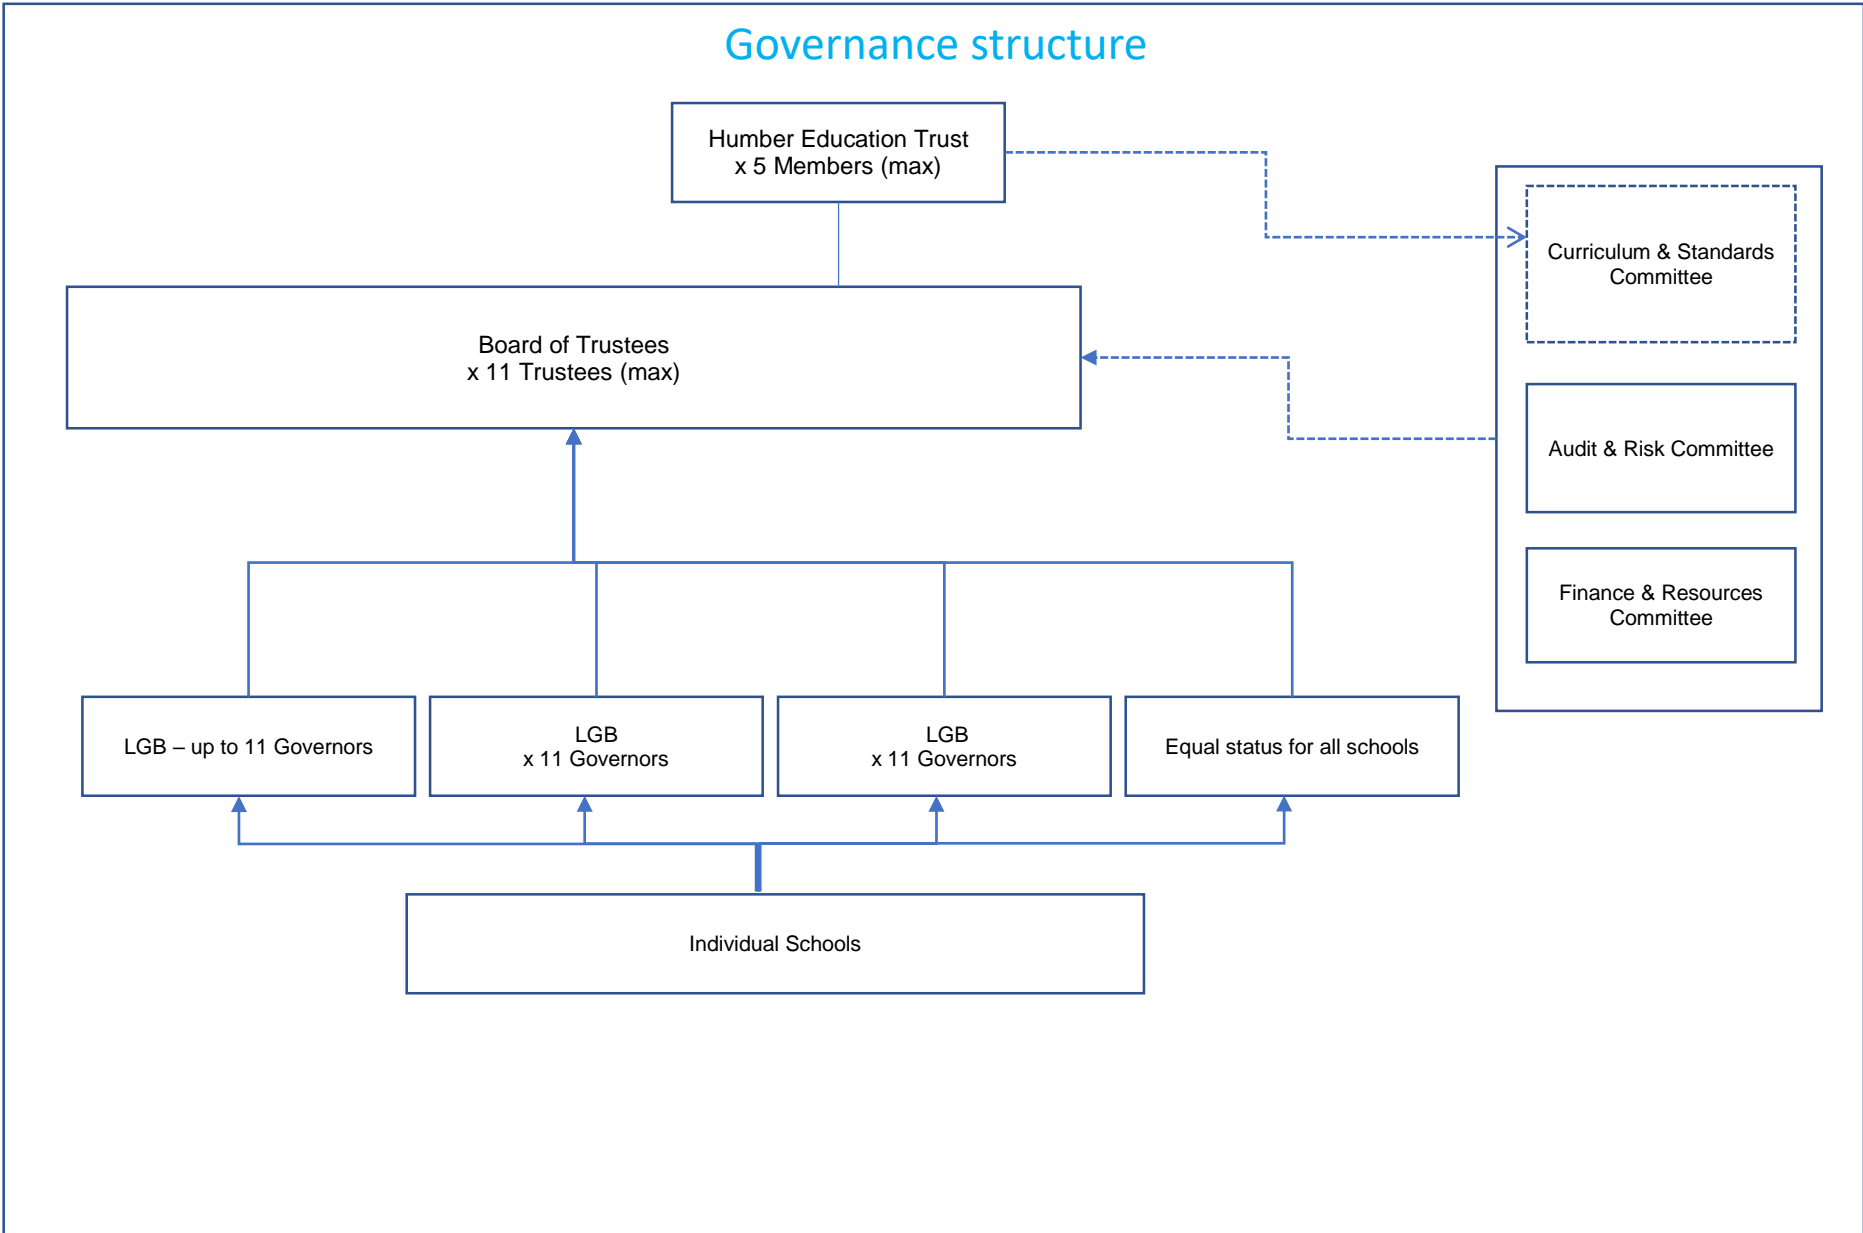 Governance structure
Humber Education Trust
x 5 Members (max)
Curriculum & Standards
Committee
Board of Trustees
x 11 Trustees (max)
Audit & Risk Committee
Finance & Resources
Committee
LGB – up to 11 Governors
LGB
x 11 Governors
LGB
x 11 Governors
Equal status for all schools
Individual Schools